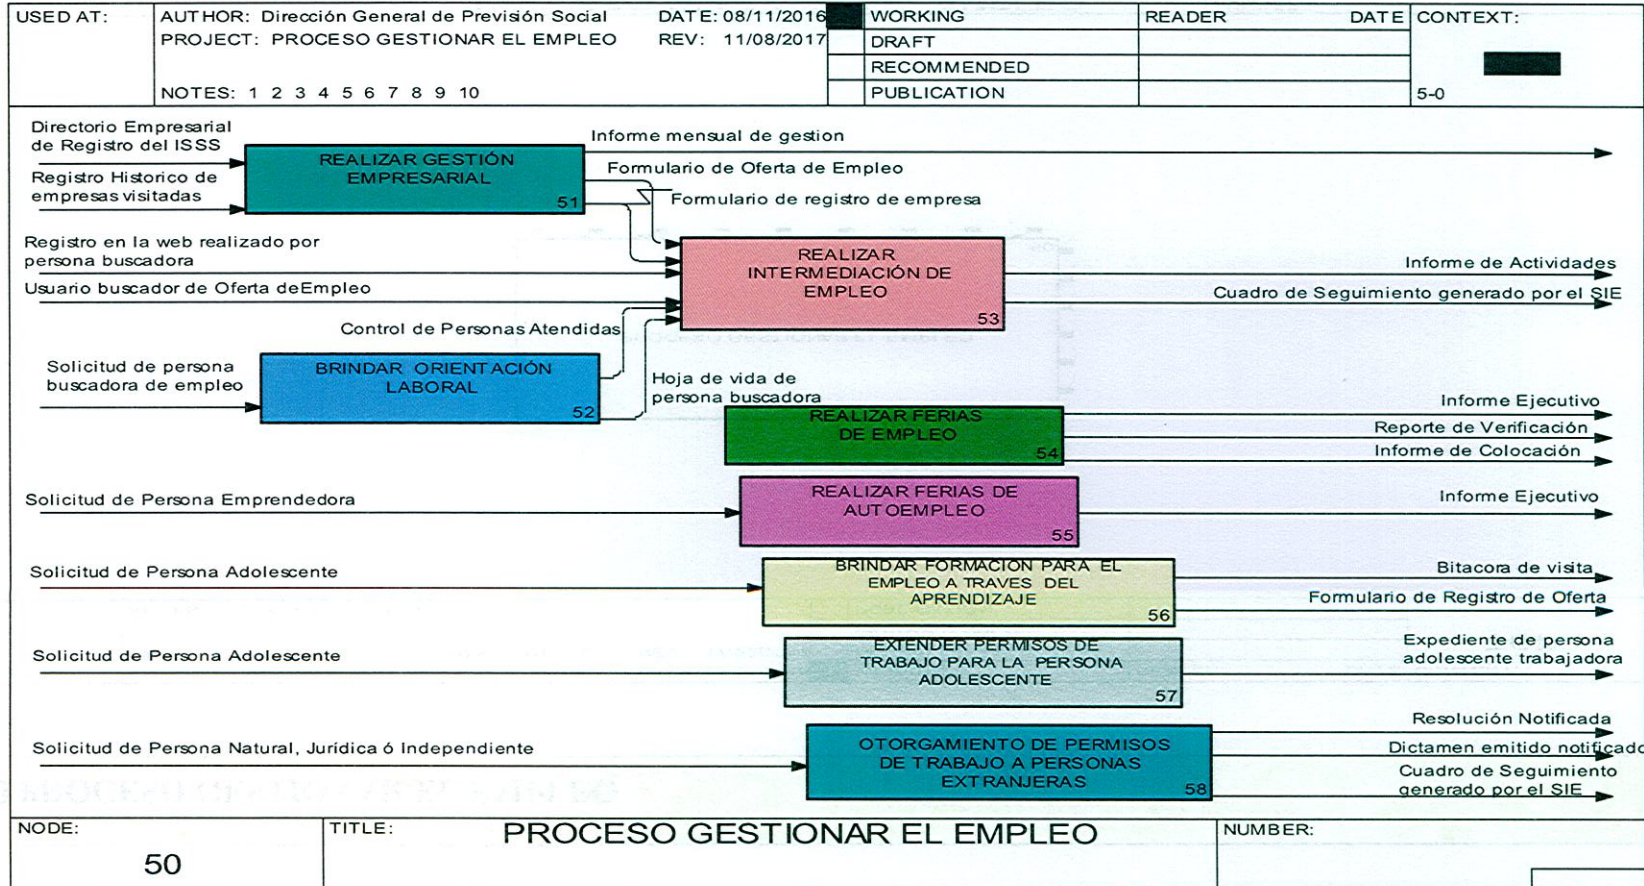 USED AT:
AUTHOR: Dirección General de Previsión Social
DATE: 08/11/2016
PROJECT: PROCESO GESTIONAR EL EMPLEO
REV: 11/08/2017
NOTES: 1 2 3 4 5 6 7 8 9 10
WORKING
DRAFT
RECOMMENDED
PUBLICATION
READER DATE
CONTEXT:
5-0
Directorio Empresarial
de Registro del ISSS
Registro Historico de
empresas visitadas
REALIZAR GESTIÓN
EMPRESARIAL
51
Informe mensual de gestion
Formulario de Oferta de Empleo
Formulario de registro de empresa
Registro en la web realizado por
persona buscadora
Usuario buscador de Oferta deEmpleo
Control de Personas Atendidas
REALIZAR
INTERMEDIACIÓN DE
EMPLEO
53
Informe de Actividades
Cuadro de Seguimiento generado por el SIE
Solicitud de persona
buscadora de empleo
BRINDAR ORIENTACIÓN
LABORAL
52
Hoja de vida de
persona buscadora
REALIZAR FERIAS
DE EMPLEO
54
Informe Ejecutivo
Reporte de Verificación
Informe de Colocación
Solicitud de Persona Emprendedora
REALIZAR FERIAS DE
AUTOEMPLEO
55
Informe Ejecutivo
Solicitud de Persona Adolescente
BRINDAR FORMACION PARA EL
EMPLEO A TRAVES DEL
APRENDIZAJE
56
Bitacora de visita
Formulario de Registro de Oferta
Solicitud de Persona Adolescente
EXTENDER PERMISOS DE
TRABAJO PARA LA PERSONA
ADOLESCENTE
57
Expediente de persona
adolescente trabajadora
Solicitud de Persona Natural, Jurídica ó Independiente
OTORGAMIENTO DE PERMISOS
DE TRABAJO A PERSONAS
EXTRANJERAS
58
Resolución Notificada
Dictamen emitido notificado
Cuadro de Seguimiento
generado por el SIE
NODE:
50
TITLE:
PROCESO GESTIONAR EL EMPLEO
NUMBER: